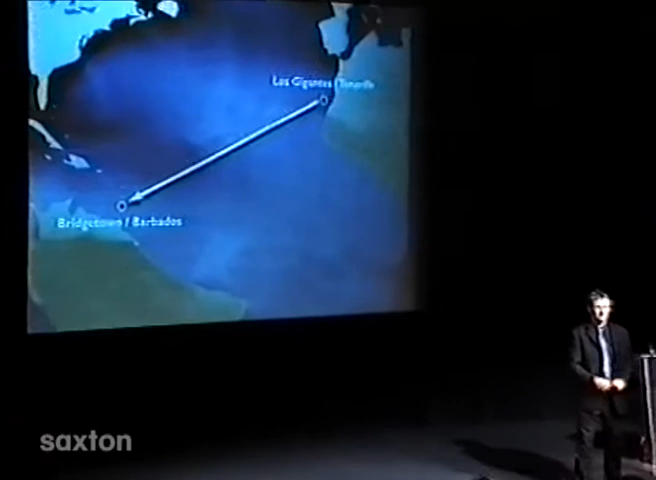 Los Gigantes / Tenerife
Bridgetown / Barbados
saxton